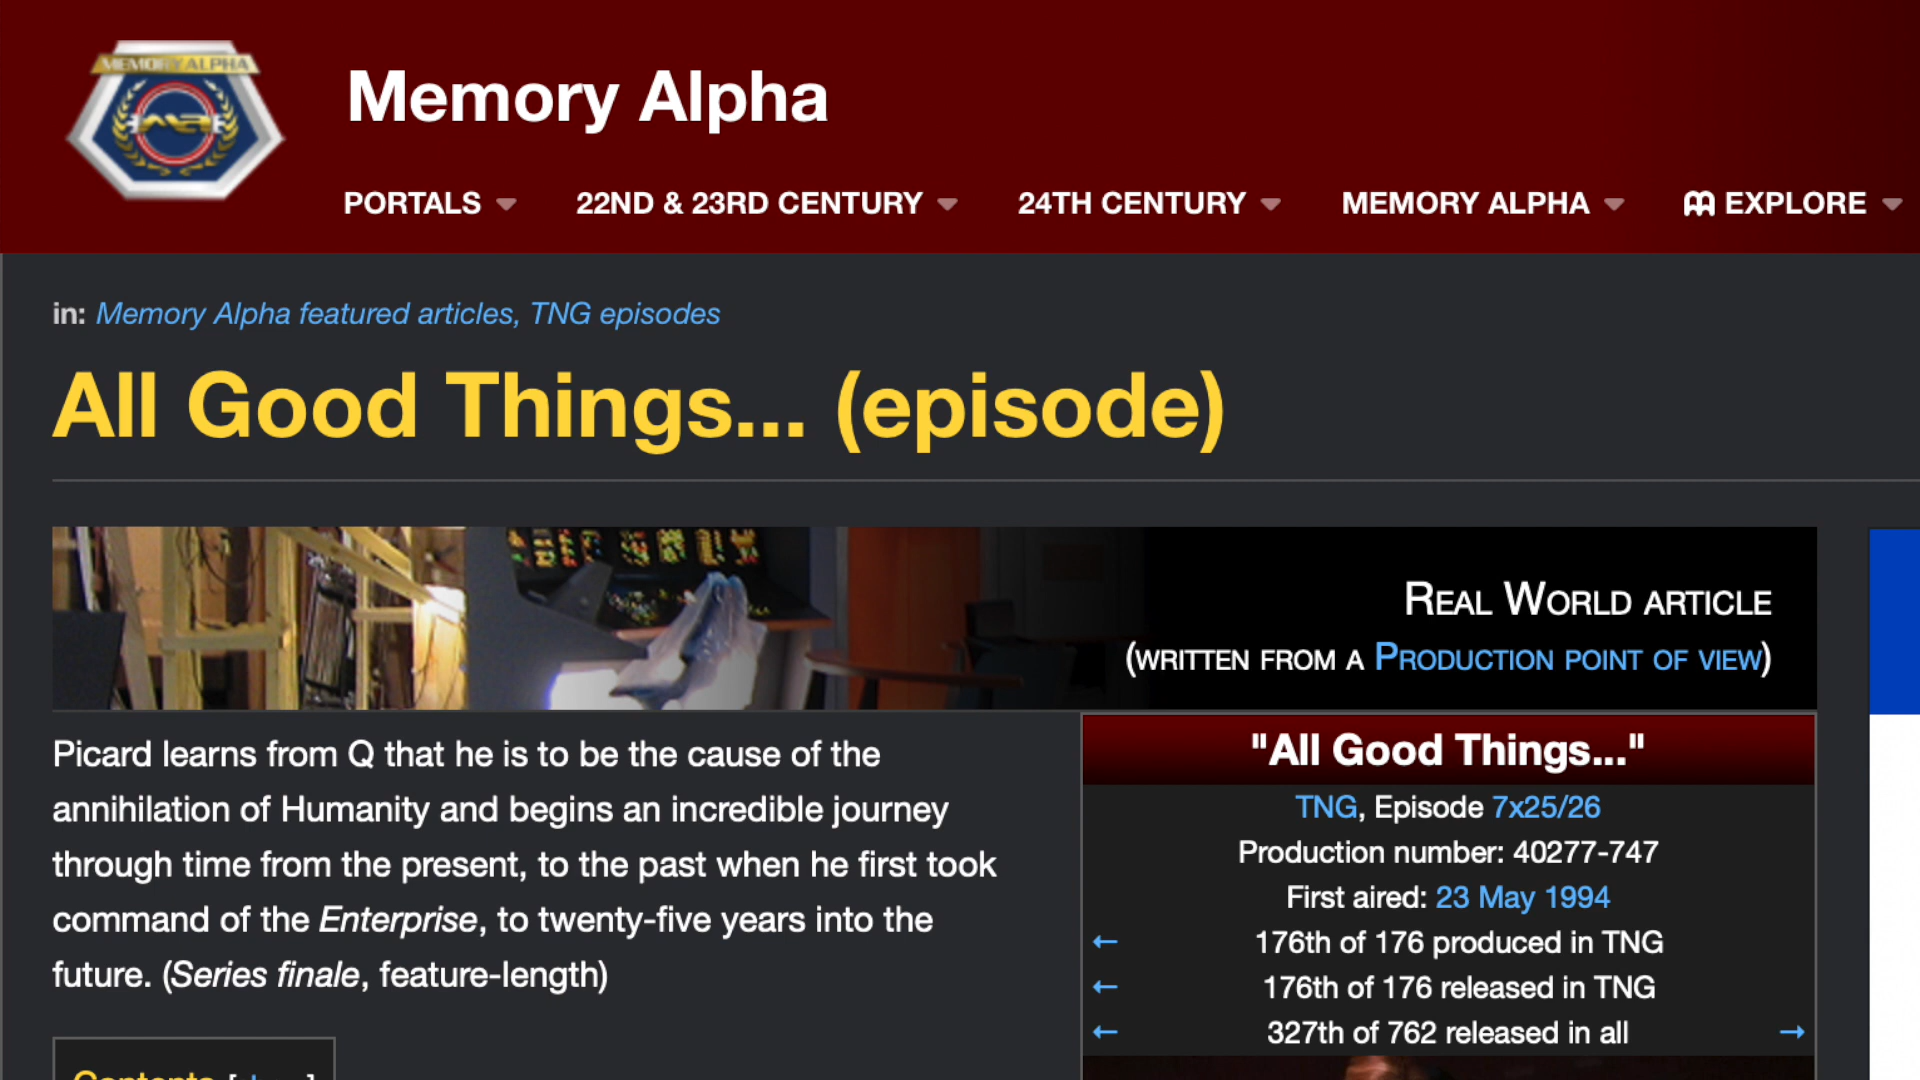 MEMORY ALPHA
Memory Alpha
PORTALS 22ND & 23RD CENTURY 24TH CENTURY MEMORY ALPHA EXPLORE
in: Memory Alpha featured articles, TNG episodes
All Good Things... (episode)
REAL WORLD ARTICLE
(WRITTEN FROM A PRODUCTION POINT OF VIEW)
Picard learns from Q that he is to be the cause of the
annihilation of Humanity and begins an incredible journey
through time from the present, to the past when he first took
command of the Enterprise, to twenty-five years into the
future. (Series finale, feature-length)
"All Good Things..."
TNG, Episode 7x25/26
Production number: 40277-747
First aired: 23 May 1994
← 176th of 176 produced in TNG
← 176th of 176 released in TNG
← 327th of 762 released in all →